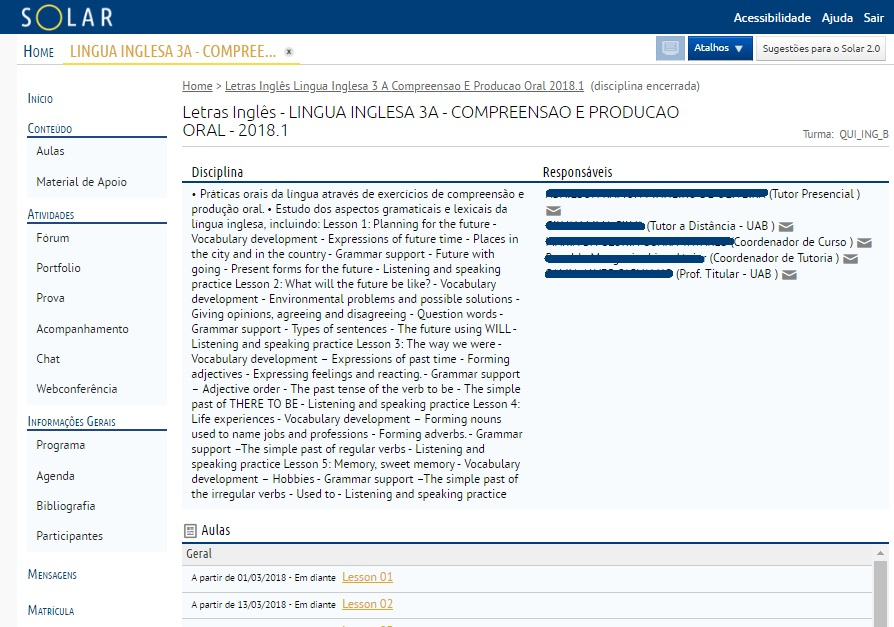 SOLAR
Acessibilidade Ajuda Sair
HOME LINGUA INGLESA 3A - COMPREE... x
Atalhos ▼ Sugestões para o Solar 2.0
Home > Letras Inglês Lingua Inglesa 3 A Compreensao E Producao Oral 2018.1 (disciplina encerrada)
Letras Inglês - LINGUA INGLESA 3A - COMPREENSAO E PRODUCAO
ORAL - 2018.1
Turma: QUI_ING_B
INÍCIO
CONTEÚDO
Aulas
Material de Apoio
ATIVIDADES
Fórum
Portfolio
Prova
Acompanhamento
Chat
Webconferência
INFORMAÇÕES GERAIS
Programa
Agenda
Bibliografia
Participantes
MENSAGENS
MATRÍCULA
Disciplina
• Práticas orais da língua através de exercícios de compreensão e
produção oral. • Estudo dos aspectos gramaticais e lexicais da
língua inglesa, incluindo: Lesson 1: Planning for the future -
Vocabulary development - Expressions of future time - Places in
the city and in the country - Grammar support - Future with
going - Present forms for the future - Listening and speaking
practice Lesson 2: What will the future be like? - Vocabulary
development - Environmental problems and possible solutions -
Giving opinions, agreeing and disagreeing - Question words -
Grammar support - Types of sentences - The future using WILL -
Listening and speaking practice Lesson 3: The way we were -
Vocabulary development – Expressions of past time - Forming
adjectives - Expressing feelings and reacting. - Grammar support
– Adjective order - The past tense of the verb to be - The simple
past of THERE TO BE - Listening and speaking practice Lesson 4:
Life experiences - Vocabulary development – Forming nouns
used to name jobs and professions - Forming adverbs. - Grammar
support –The simple past of regular verbs - Listening and
speaking practice Lesson 5: Memory, sweet memory - Vocabulary
development – Hobbies - Grammar support –The simple past of
the irregular verbs - Used to - Listening and speaking practice
Responsáveis
(Tutor Presencial )
(Tutor a Distância - UAB )
(Coordenador de Curso )
(Coordenador de Tutoria )
(Prof. Titular - UAB )
Aulas
Geral
A partir de 01/03/2018 - Em diante Lesson 01
A partir de 13/03/2018 - Em diante Lesson 02